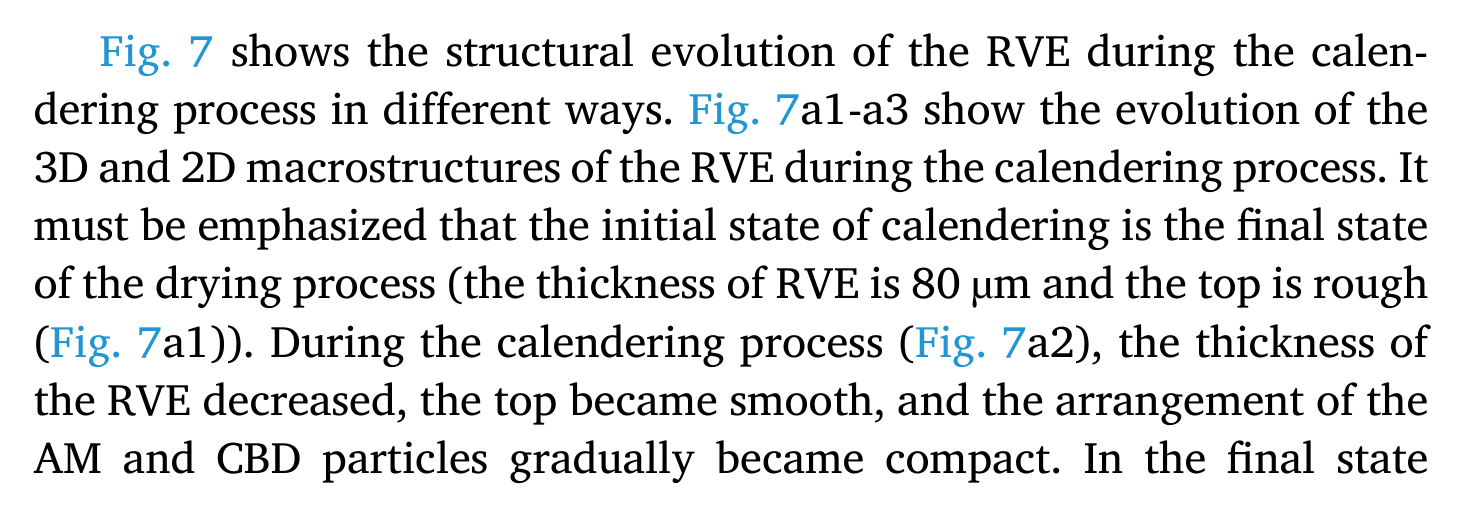 Fig. 7 shows the structural evolution of the RVE during the calen-
dering process in different ways. Fig. 7a1-a3 show the evolution of the
3D and 2D macrostructures of the RVE during the calendering process. It
must be emphasized that the initial state of calendering is the final state
of the drying process (the thickness of RVE is 80 μm and the top is rough
(Fig. 7a1)). During the calendering process (Fig. 7a2), the thickness of
the RVE decreased, the top became smooth, and the arrangement of the
AM and CBD particles gradually became compact. In the final state